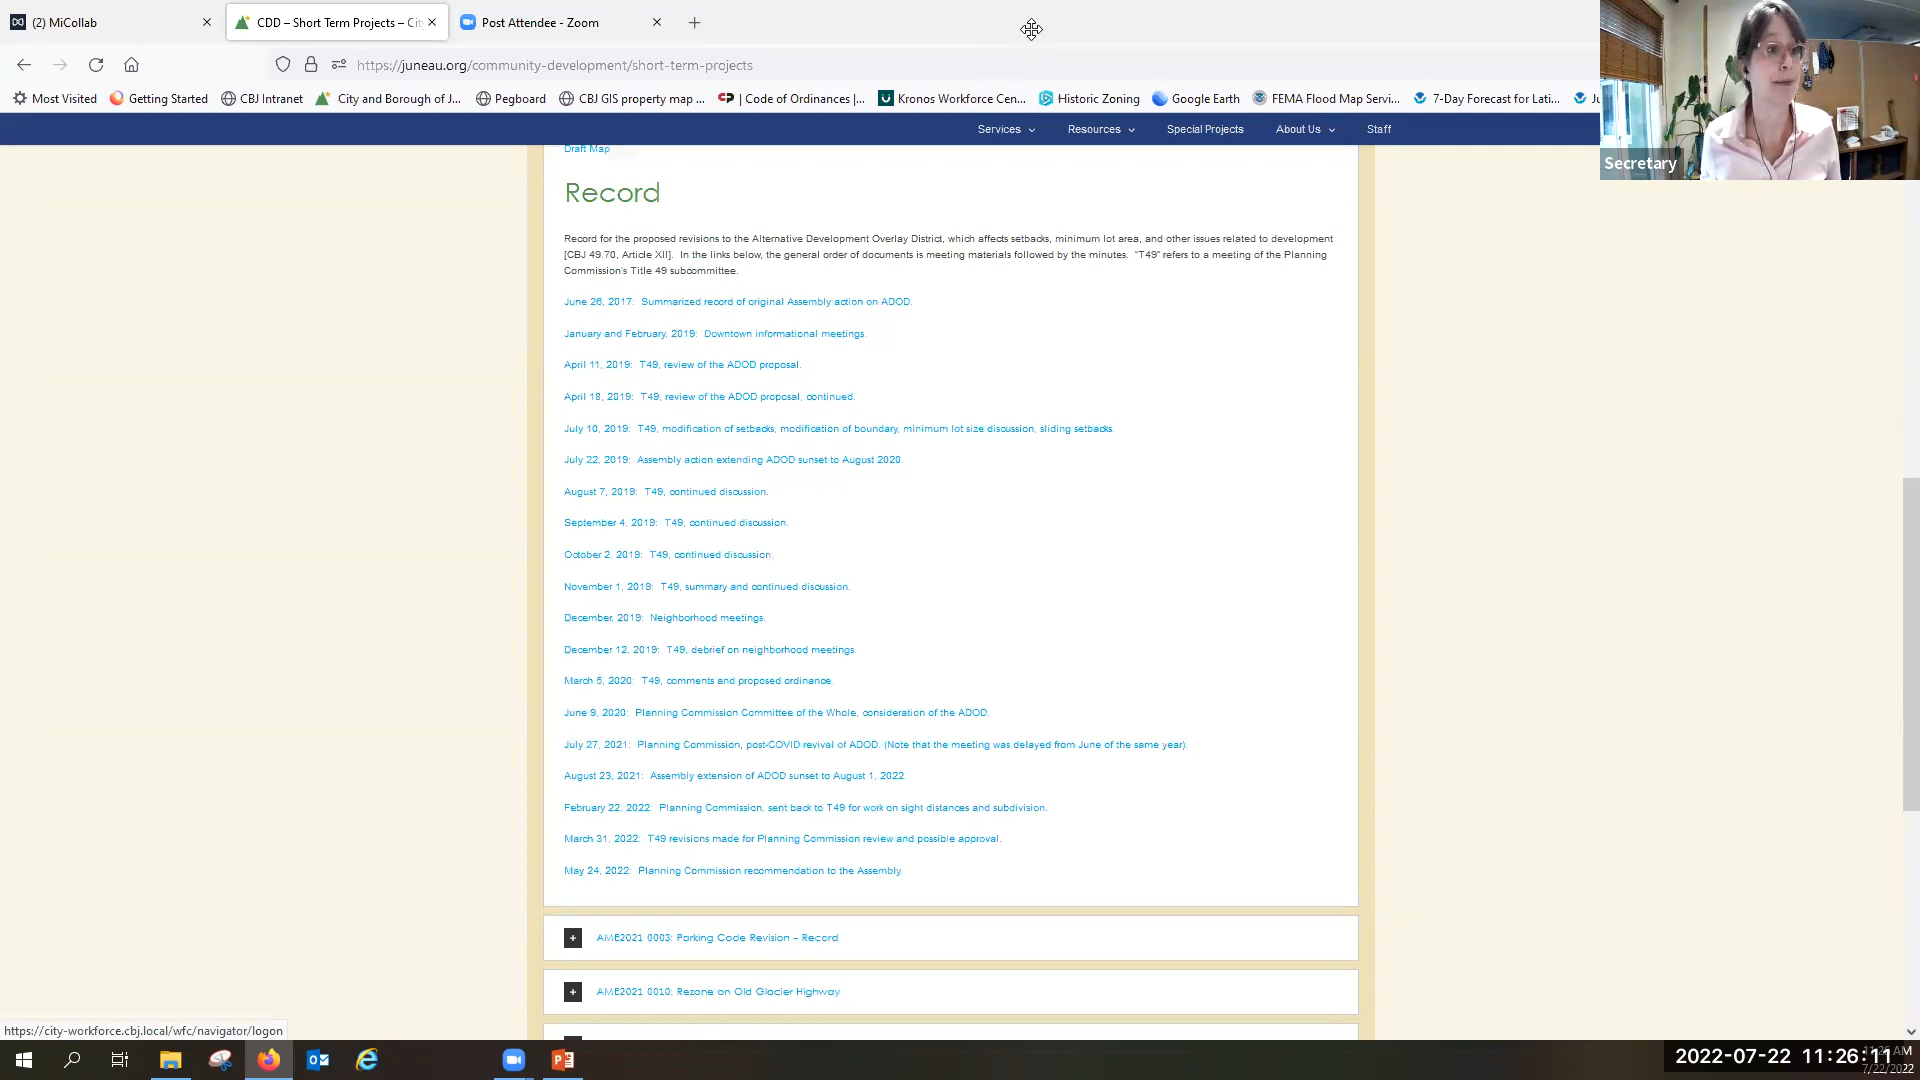 (2) MiCollab
CDD – Short Term Projects – Cit
Post Attendee - Zoom
https://juneau.org/community-development/short-term-projects
Most Visited
Getting Started
CBJ Intranet
City and Borough of J...
Pegboard
CBJ GIS property map ...
| Code of Ordinances |...
Kronos Workforce Cen...
Historic Zoning
Google Earth
FEMA Flood Map Servi...
7-Day Forecast for Lati...
Secretary
Services
Resources
Special Projects
About Us
Staff
Draft Map
Record
Record for the proposed revisions to the Alternative Development Overlay District, which affects setbacks, minimum lot area, and other issues related to development
[CBJ 49.70, Article XII].  In the links below, the general order of documents is meeting materials followed by the minutes.  “T49” refers to a meeting of the Planning
Commission’s Title 49 subcommittee.
June 26, 2017:  Summarized record of original Assembly action on ADOD.
January and February, 2019:  Downtown informational meetings.
April 11, 2019:  T49, review of the ADOD proposal.
April 18, 2019:  T49, review of the ADOD proposal, continued.
July 10, 2019:  T49, modification of setbacks, modification of boundary, minimum lot size discussion, sliding setbacks.
July 22, 2019:  Assembly action extending ADOD sunset to August 2020.
August 7, 2019:  T49, continued discussion.
September 4, 2019:  T49, continued discussion.
October 2, 2019:  T49, continued discussion.
November 1, 2019:  T49, summary and continued discussion.
December, 2019:  Neighborhood meetings.
December 12, 2019:  T49, debrief on neighborhood meetings.
March 5, 2020:  T49, comments and proposed ordinance.
June 9, 2020:  Planning Commission Committee of the Whole, consideration of the ADOD.
July 27, 2021:  Planning Commission, post-COVID revival of ADOD. (Note that the meeting was delayed from June of the same year).
August 23, 2021:  Assembly extension of ADOD sunset to August 1, 2022.
February 22, 2022:  Planning Commission, sent back to T49 for work on sight distances and subdivision.
March 31, 2022:  T49 revisions made for Planning Commission review and possible approval.
May 24, 2022:  Planning Commission recommendation to the Assembly.
AME2021 0003: Parking Code Revision – Record
AME2021 0010: Rezone on Old Glacier Highway
https://city-workforce.cbj.local/wfc/navigator/logon
2022-07-22 11:26:11
AM
7/22/2022